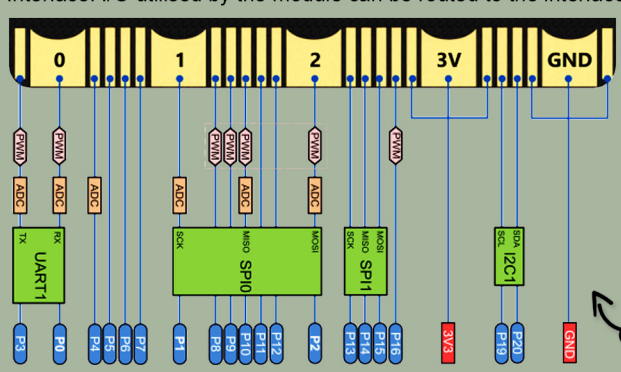 0 1 2 3V GND
PWM PWM PWM PWM PWM PWM PWM
ADC ADC ADC ADC ADC ADC
TX RX SCK MISO MOSI SCK MISO MOSI SCL SDA
UART1 SPI0 SPI1 I2C1
P3 P0 P4 P5 P6 P7 P1 P8 P9 P10 P11 P12 P2 P13 P14 P15 P16 3V3 P19 P20 GND